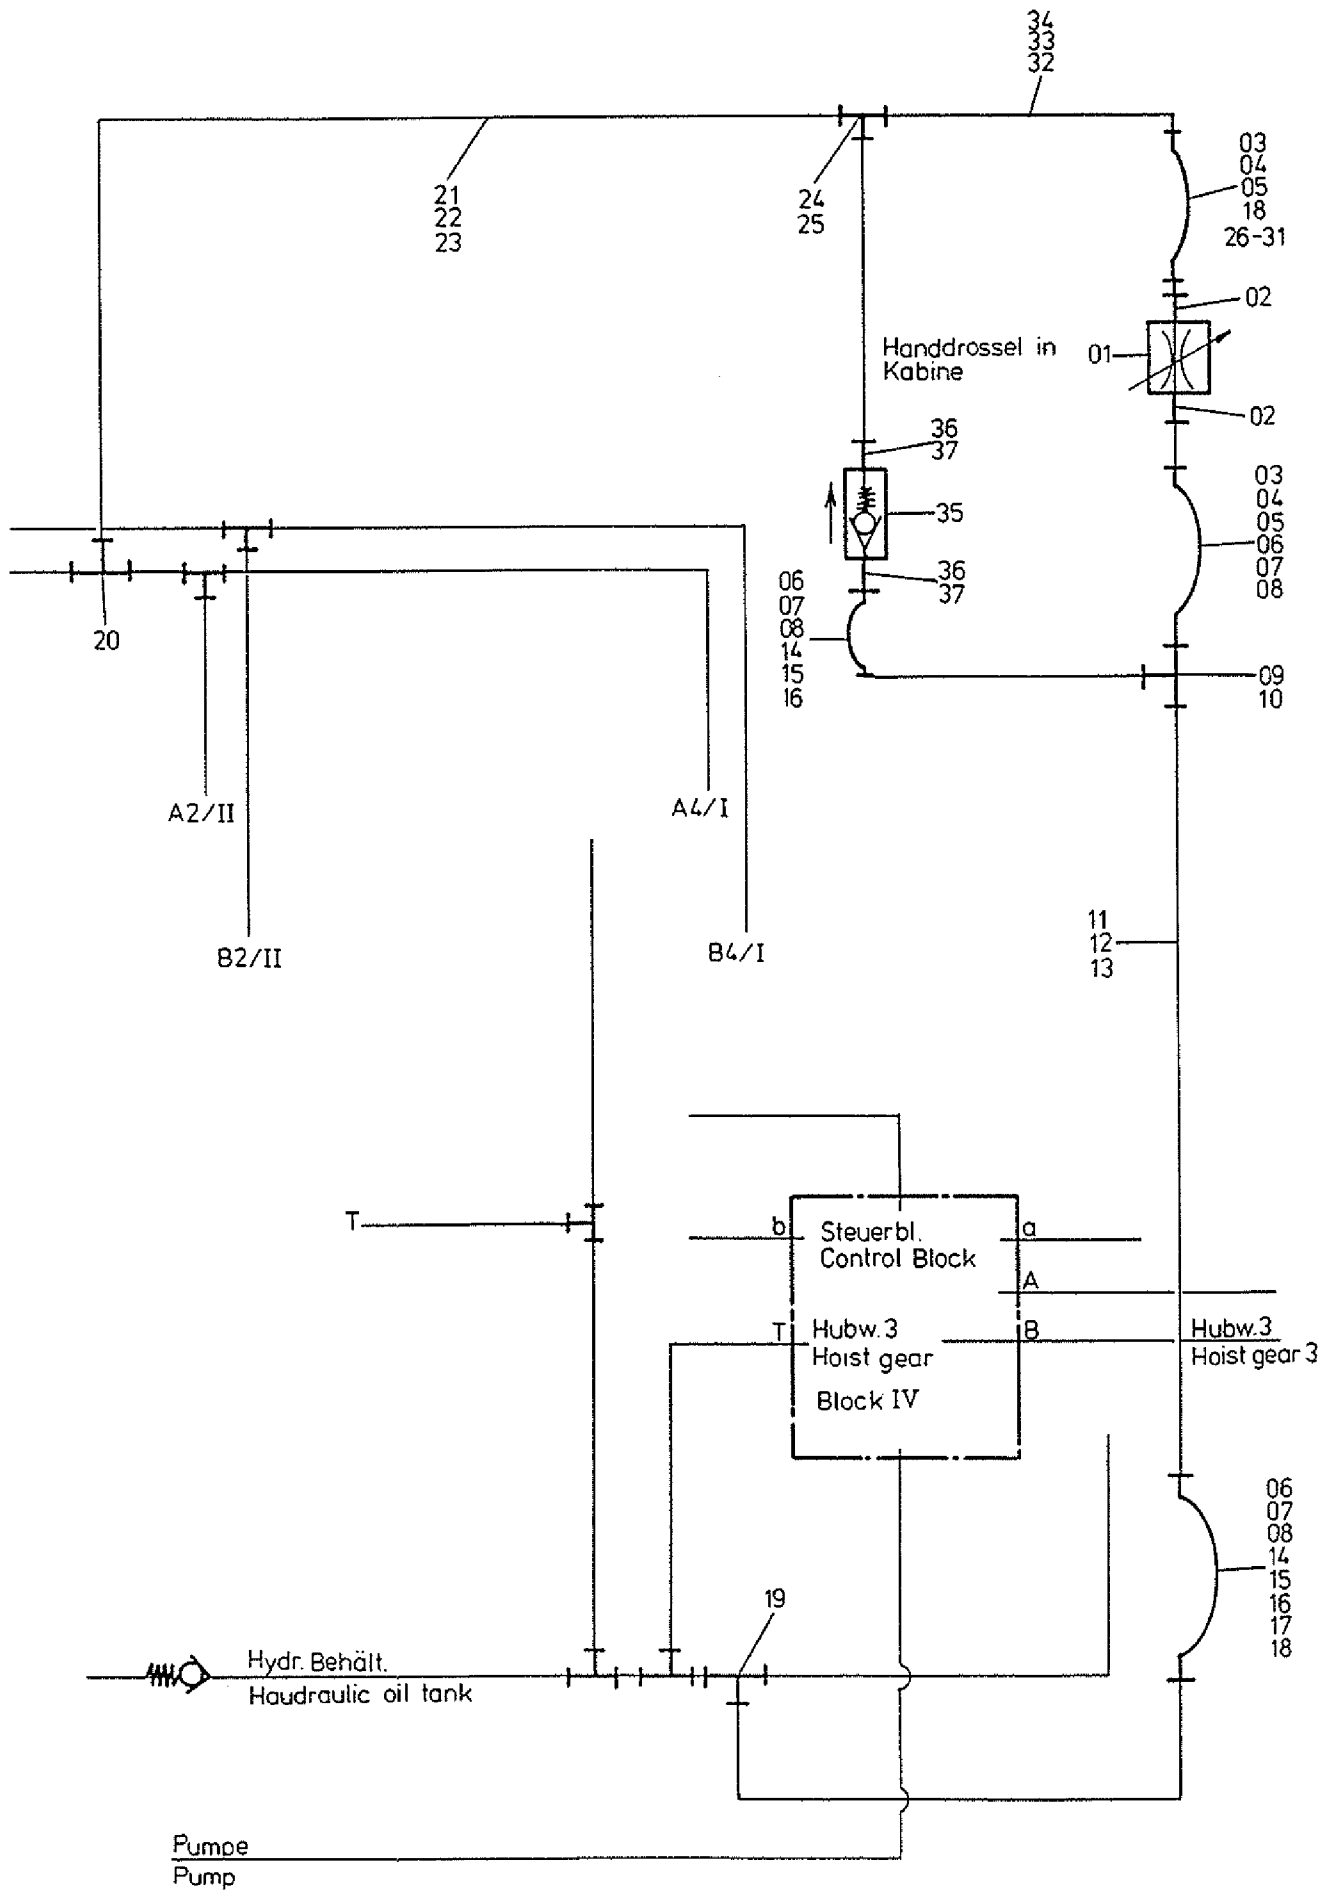 34
33
32
03
04
05
18
26-31
21
22
23
24
25
02
Handdrossel in
Kabine
01
02
36
37
35
03
04
05
06
07
08
36
37
06
07
08
14
15
16
20
09
10
A2/II
A4/I
B2/II
B4/I
11
12
13
T
b
Steuerbl.
Control Block
a
A
T
Hubw.3
Hoist gear
B
Hubw.3
Hoist gear 3
Block IV
06
07
08
14
15
16
17
18
19
Hydr. Behält.
Haudraulic oil tank
Pumpe
Pump